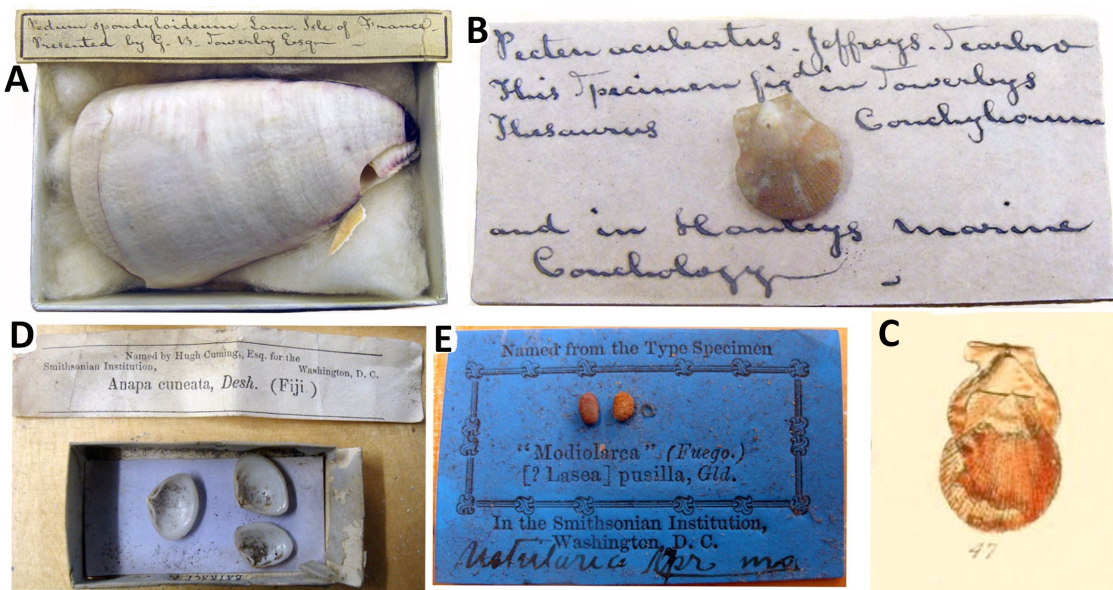 A
Pedum spondyloideum. Lam. Isle of France.
Presented by G. B. Sowerby Esqr
B
Pecten aculeatus. Jeffreys. Scarbro
This Specimen figd in Sowerbys
Thesaurus Conchyliorum
and in Hanleys marine
Conchology
D
Named by Hugh Cuming, Esq. for the
Smithsonian Institution, Washington, D. C.
Anapa cuneata, Desh. (Fiji.)
E
Named from the Type Specimen
"Modiolarca" (Fuego.)
[? Lasea] pusilla, Gld.
In the Smithsonian Institution,
Washington, D. C.
C
47